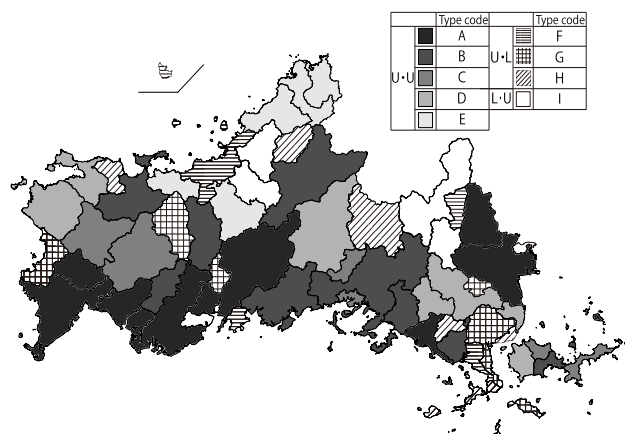 Type code Type code
U・U A U・L F
B G
C H
D L・U I
E